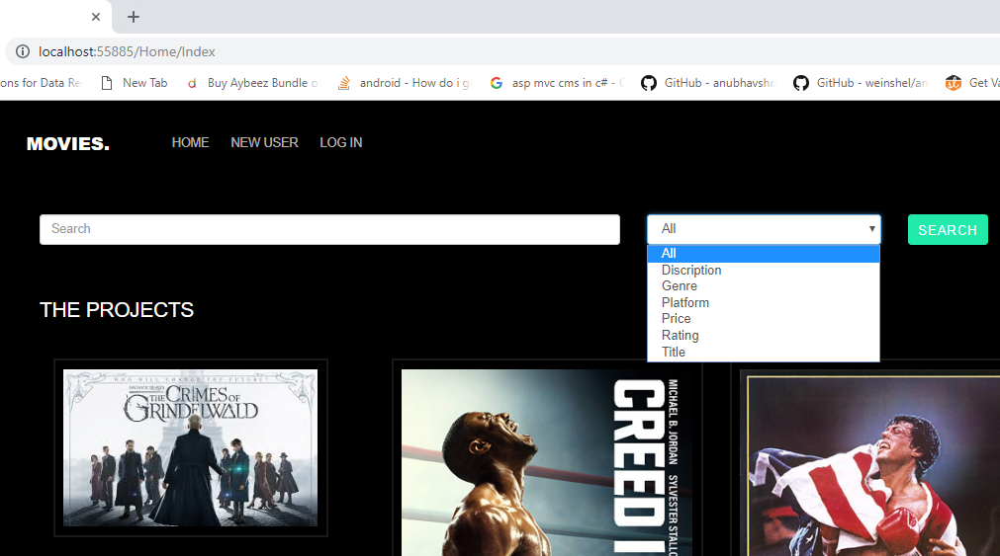 localhost:55885/Home/Index
ons for Data Re
New Tab
Buy Aybeez Bundle o
android - How do i g
asp mvc cms in c# - G
GitHub - anubhavshr
GitHub - weinshel/an
Get Va
MOVIES.
HOME
NEW USER
LOG IN
Search
All
SEARCH
All
Discription
Genre
Platform
Price
Rating
Title
THE PROJECTS
WHO WILL CHANGE THE FUTURE?
THE CRIMES OF
GRINDELWALD
MICHAEL B. JORDAN SYLVESTER STALLO
CREED I